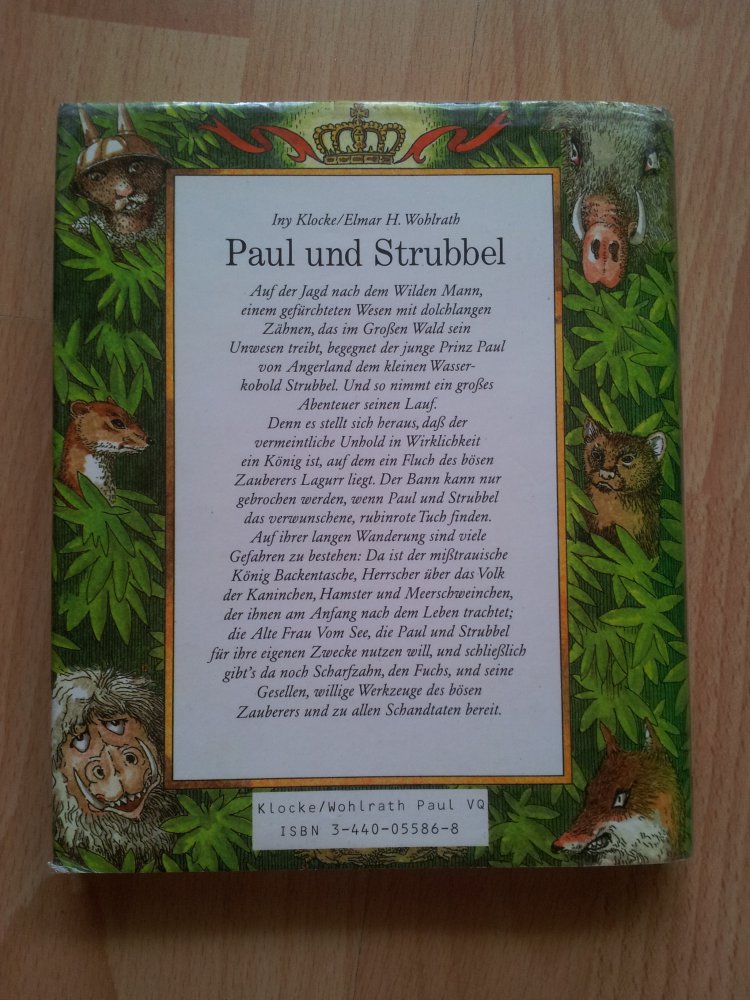 Iny Klocke/Elmar H. Wohlrath
Paul und Strubbel
Auf der Jagd nach dem Wilden Mann,
einem gefürchteten Wesen mit dolchlangen
Zähnen, das im Großen Wald sein
Unwesen treibt, begegnet der junge Prinz Paul
von Angerland dem kleinen Wasser-
kobold Strubbel. Und so nimmt ein großes
Abenteuer seinen Lauf.
Denn es stellt sich heraus, daß der
vermeintliche Unhold in Wirklichkeit
ein König ist, auf dem ein Fluch des bösen
Zauberers Lagurr liegt. Der Bann kann nur
gebrochen werden, wenn Paul und Strubbel
das verwunschene, rubinrote Tuch finden.
Auf ihrer langen Wanderung sind viele
Gefahren zu bestehen: Da ist der mißtrauische
König Backentasche, Herrscher über das Volk
der Kaninchen, Hamster und Meerschweinchen,
der ihnen am Anfang nach dem Leben trachtet;
die Alte Frau Vom See, die Paul und Strubbel
für ihre eigenen Zwecke nutzen will, und schließlich
gibt's da noch Scharfzahn, den Fuchs, und seine
Gesellen, willige Werkzeuge des bösen
Zauberers und zu allen Schandtaten bereit.
Klocke/Wohlrath Paul VQ
ISBN 3-440-05586-8